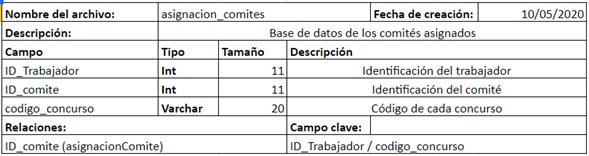 Nombre del archivo: asignacion_comites Fecha de creación: 10/05/2020
Descripción: Base de datos de los comités asignados
Campo Tipo Tamaño Descripción
ID_Trabajador Int 11 Identificación del trabajador
ID_comite Int 11 Identificación del comité
codigo_concurso Varchar 20 Código de cada concurso
Relaciones: Campo clave:
ID_comite (asignacionComite) ID_Trabajador / codigo_concurso